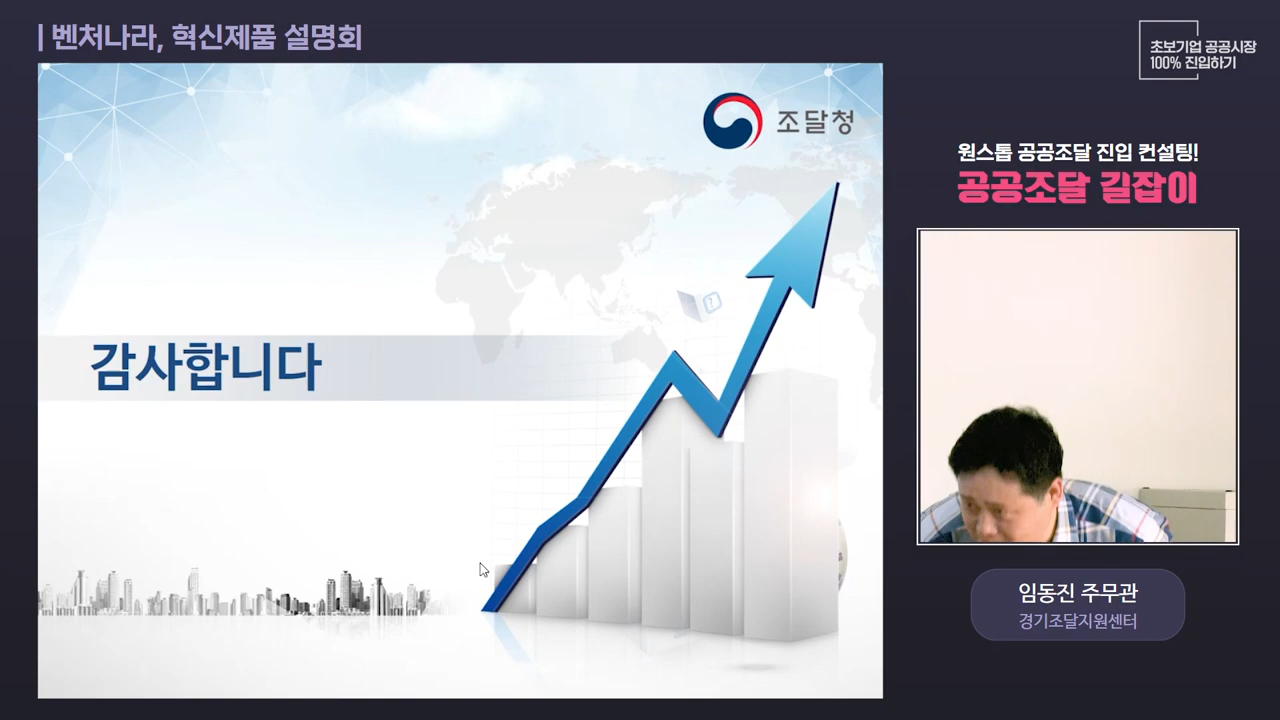 | 벤처나라, 혁신제품 설명회
초보기업 공공시장
100% 진입하기
조달청
원스톱 공공조달 진입 컨설팅!
공공조달 길잡이
감사합니다
임동진 주무관
경기조달지원센터